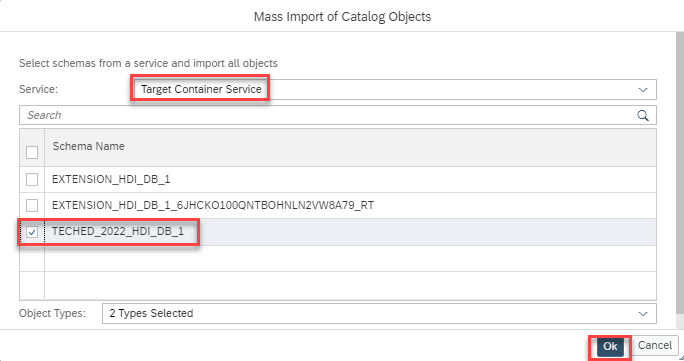 Mass Import of Catalog Objects
Select schemas from a service and import all objects
Service: Target Container Service
Search
Schema Name
EXTENSION_HDI_DB_1
EXTENSION_HDI_DB_1_6JHCKO100QNTBOHNLN2VW8A79_RT
TECHED_2022_HDI_DB_1
Object Types: 2 Types Selected
Ok Cancel